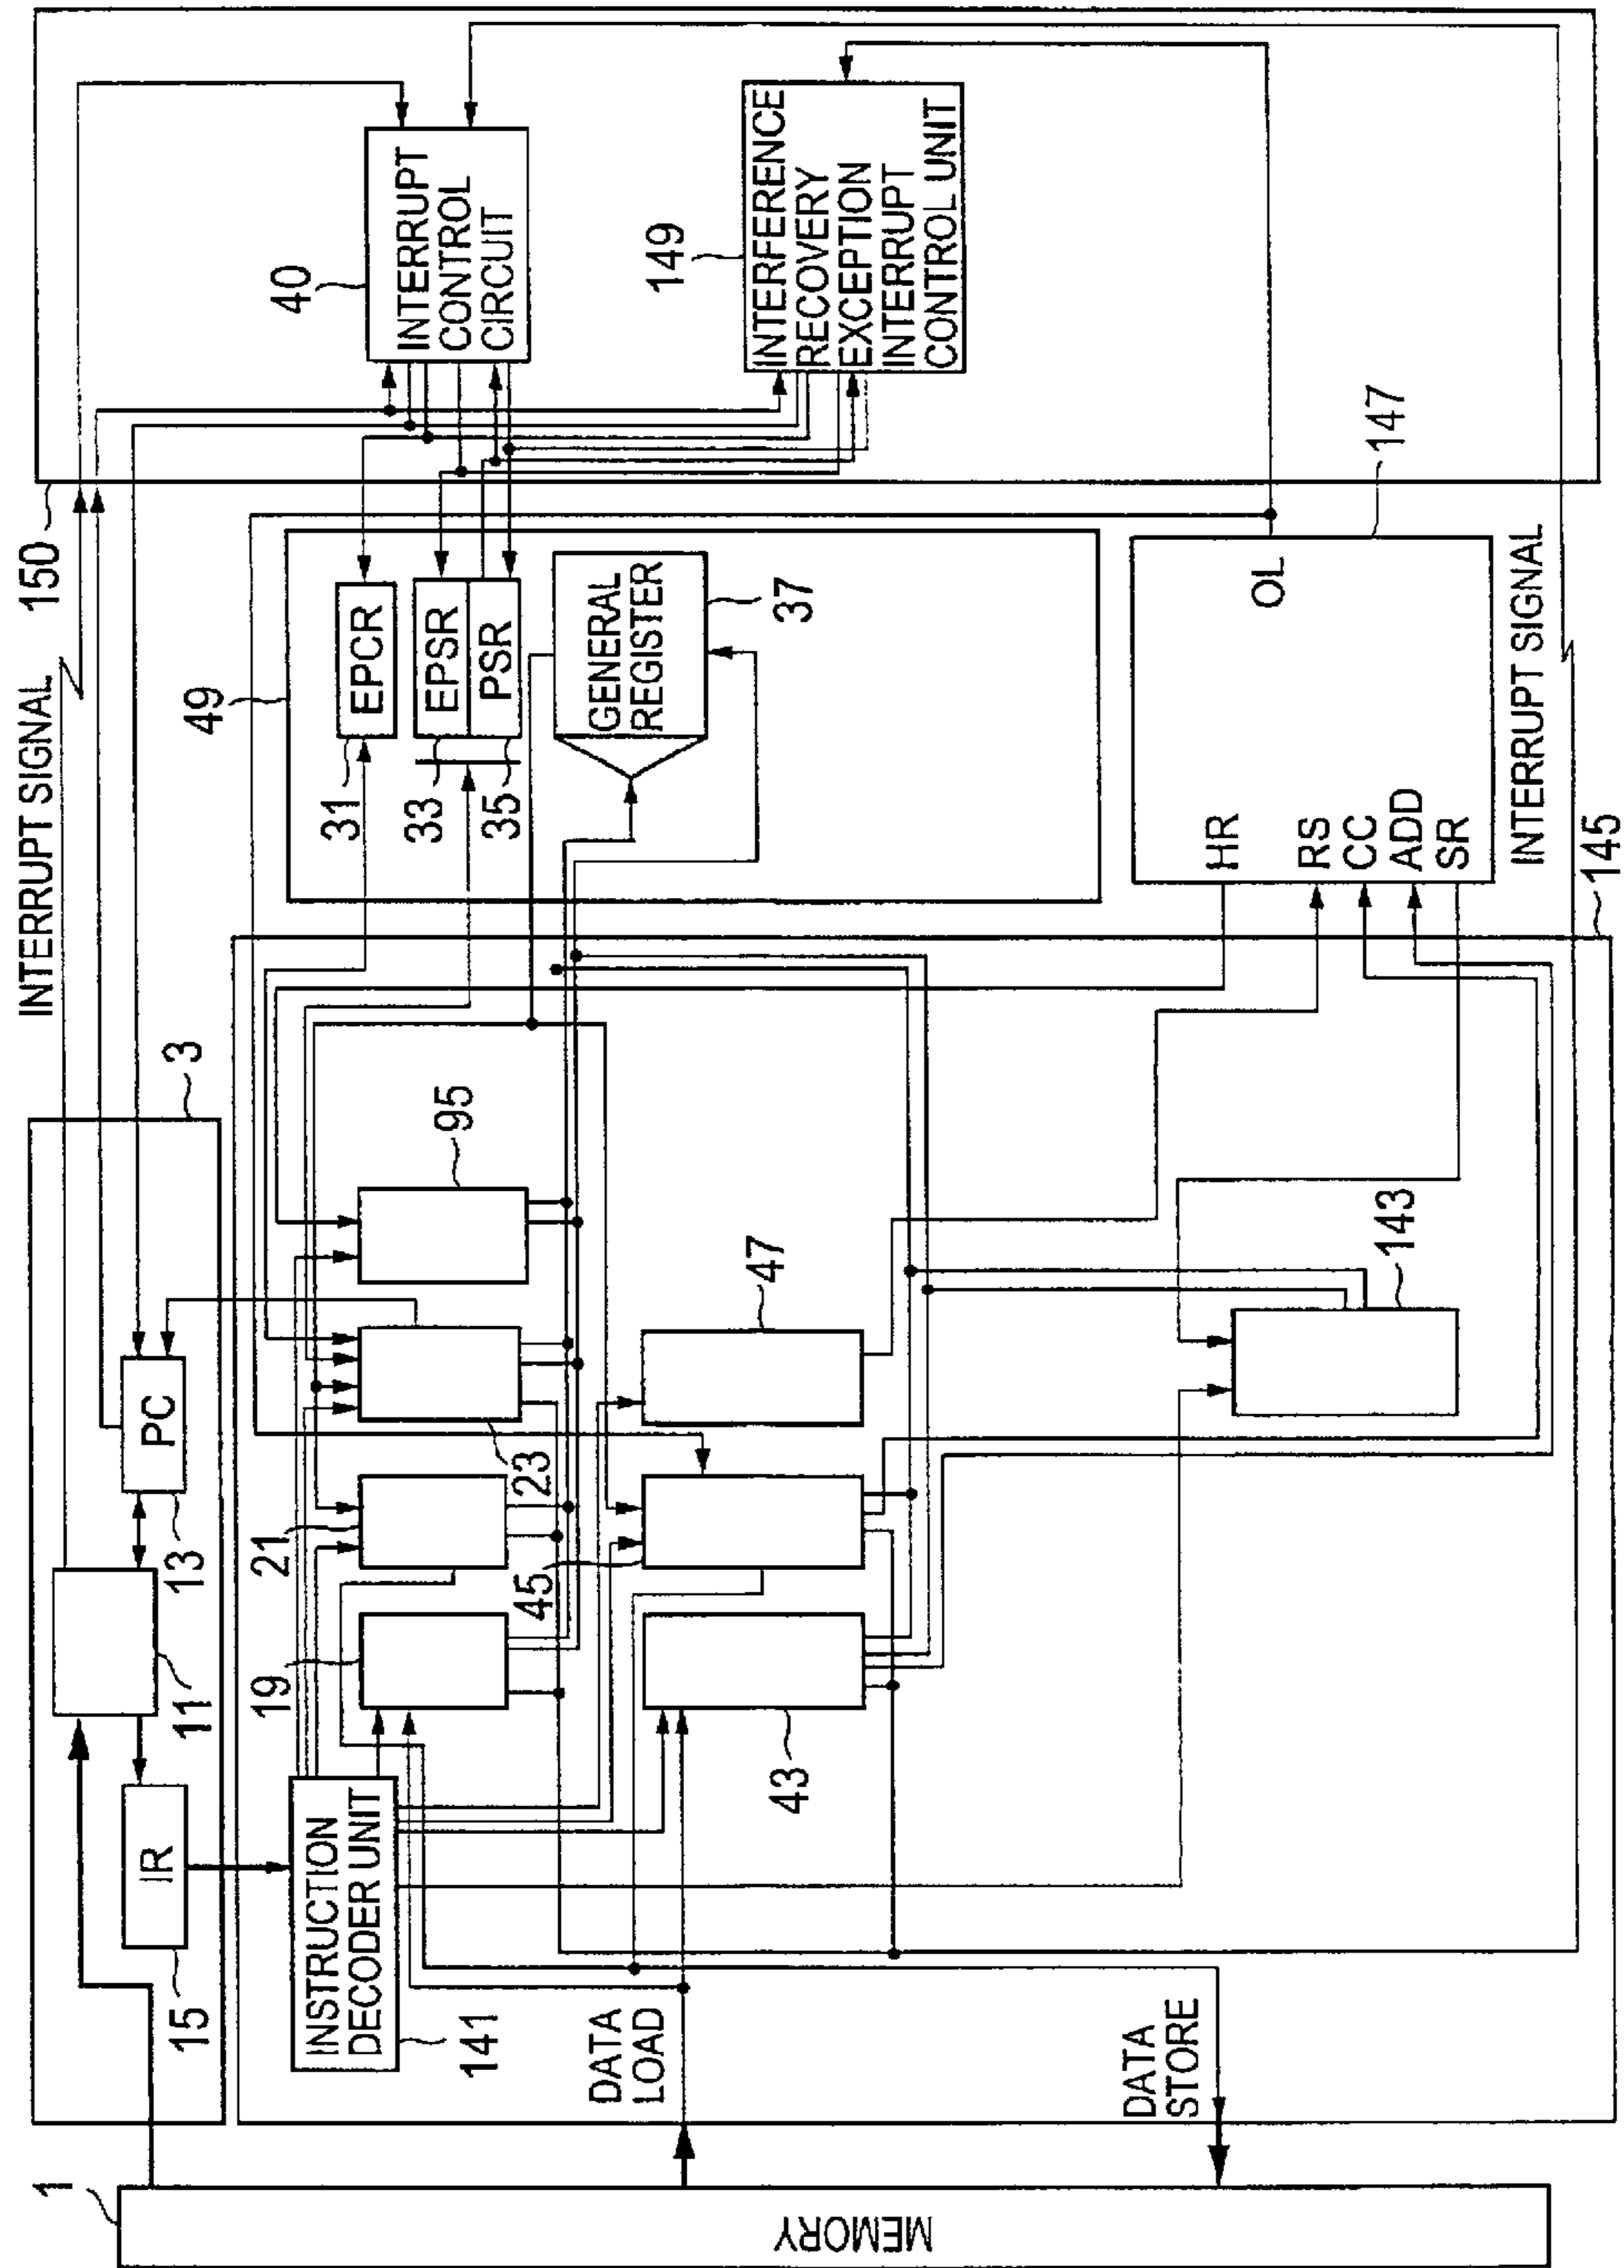 1
MEMORY
3
15
IR
11
13
PC
INTERRUPT SIGNAL
150
141
INSTRUCTION
DECODER UNIT
19
21
23
95
43
45
47
143
145
DATA
LOAD
DATA
STORE
49
31
EPCR
33
EPSR
35
PSR
GENERAL
REGISTER
37
40
INTERRUPT
CONTROL
CIRCUIT
149
INTERFERENCE
RECOVERY
EXCEPTION
INTERRUPT
CONTROL UNIT
147
OL
HR
RS
CC
ADD
SR
INTERRUPT SIGNAL